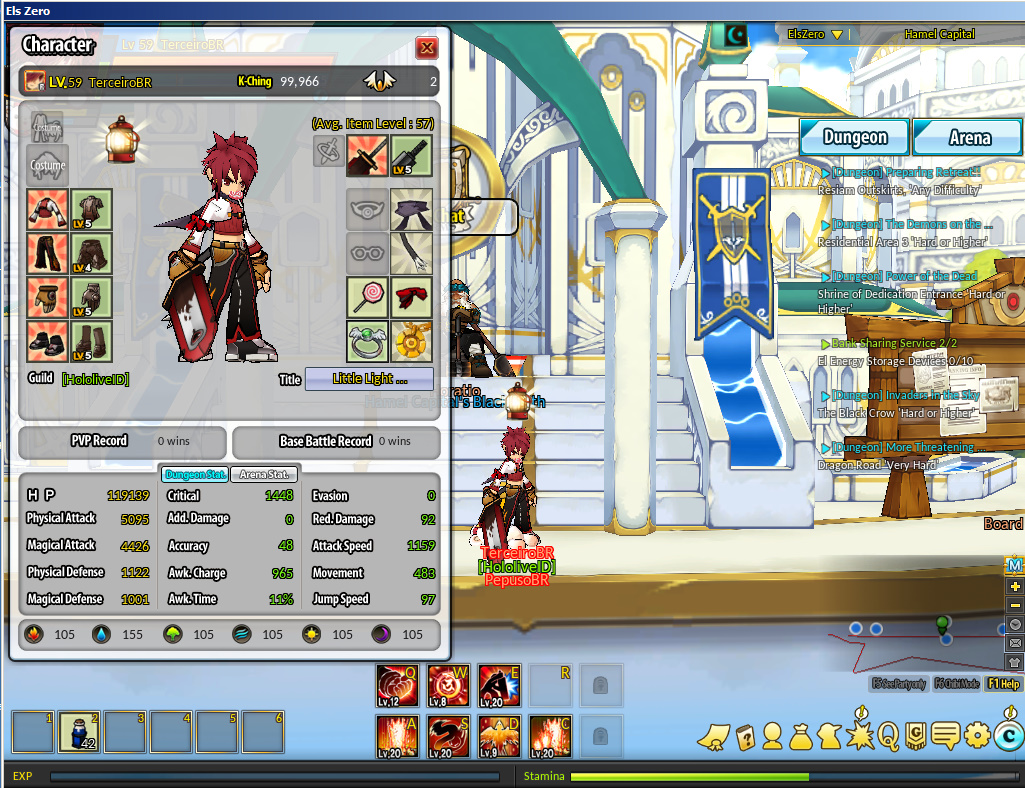 Els Zero
Character
Lv 59 TerceiroBR
LV.59 TerceiroBR
K-Ching 99,966
2
(Avg. Item Level : 57)
Costume
Costume
LV.5
LV.5
LV.4
LV.5
LV.5
Guild [HololiveID]
Title Little Light ...
PVP Record 0 wins
Base Battle Record 0 wins
Dungeon Stat.
Arena Stat.
H P 119139
Critical 1448
Evasion 0
Physical Attack 5095
Add. Damage 0
Red. Damage 92
Magical Attack 4426
Accuracy 48
Attack Speed 1159
Physical Defense 1122
Awk. Charge 965
Movement 483
Magical Defense 1001
Awk. Time 11%
Jump Speed 97
105
155
105
105
105
105
ElsZero
Hamel Capital
Dungeon
Arena
[Dungeon] Preparing Retreat...
Resiam Outskirts, 'Any Difficulty'
[Dungeon] The Demons on the ...
Residential Area 3 'Hard or Higher'
[Dungeon] Power of the Dead
Shrine of Dedication Entrance 'Hard or
Higher'
Bank Sharing Service 2/2
El Energy Storage Devices 0/10
[Dungeon] Invaders in the Sky
The Black Crow 'Hard or Higher'
[Dungeon] More Threatening ...
Dragon Road 'Very Hard'
Board
TerceiroBR
[HololiveID]
PepusoBR
M
F5 See Party only
F6 Chibi Mode
F1 Help
Q
Lv,12
W
Lv,8
E
Lv,20
R
A
Lv,20
S
Lv,20
D
Lv,9
C
Lv,20
1
2
42
3
4
5
6
EXP
Stamina